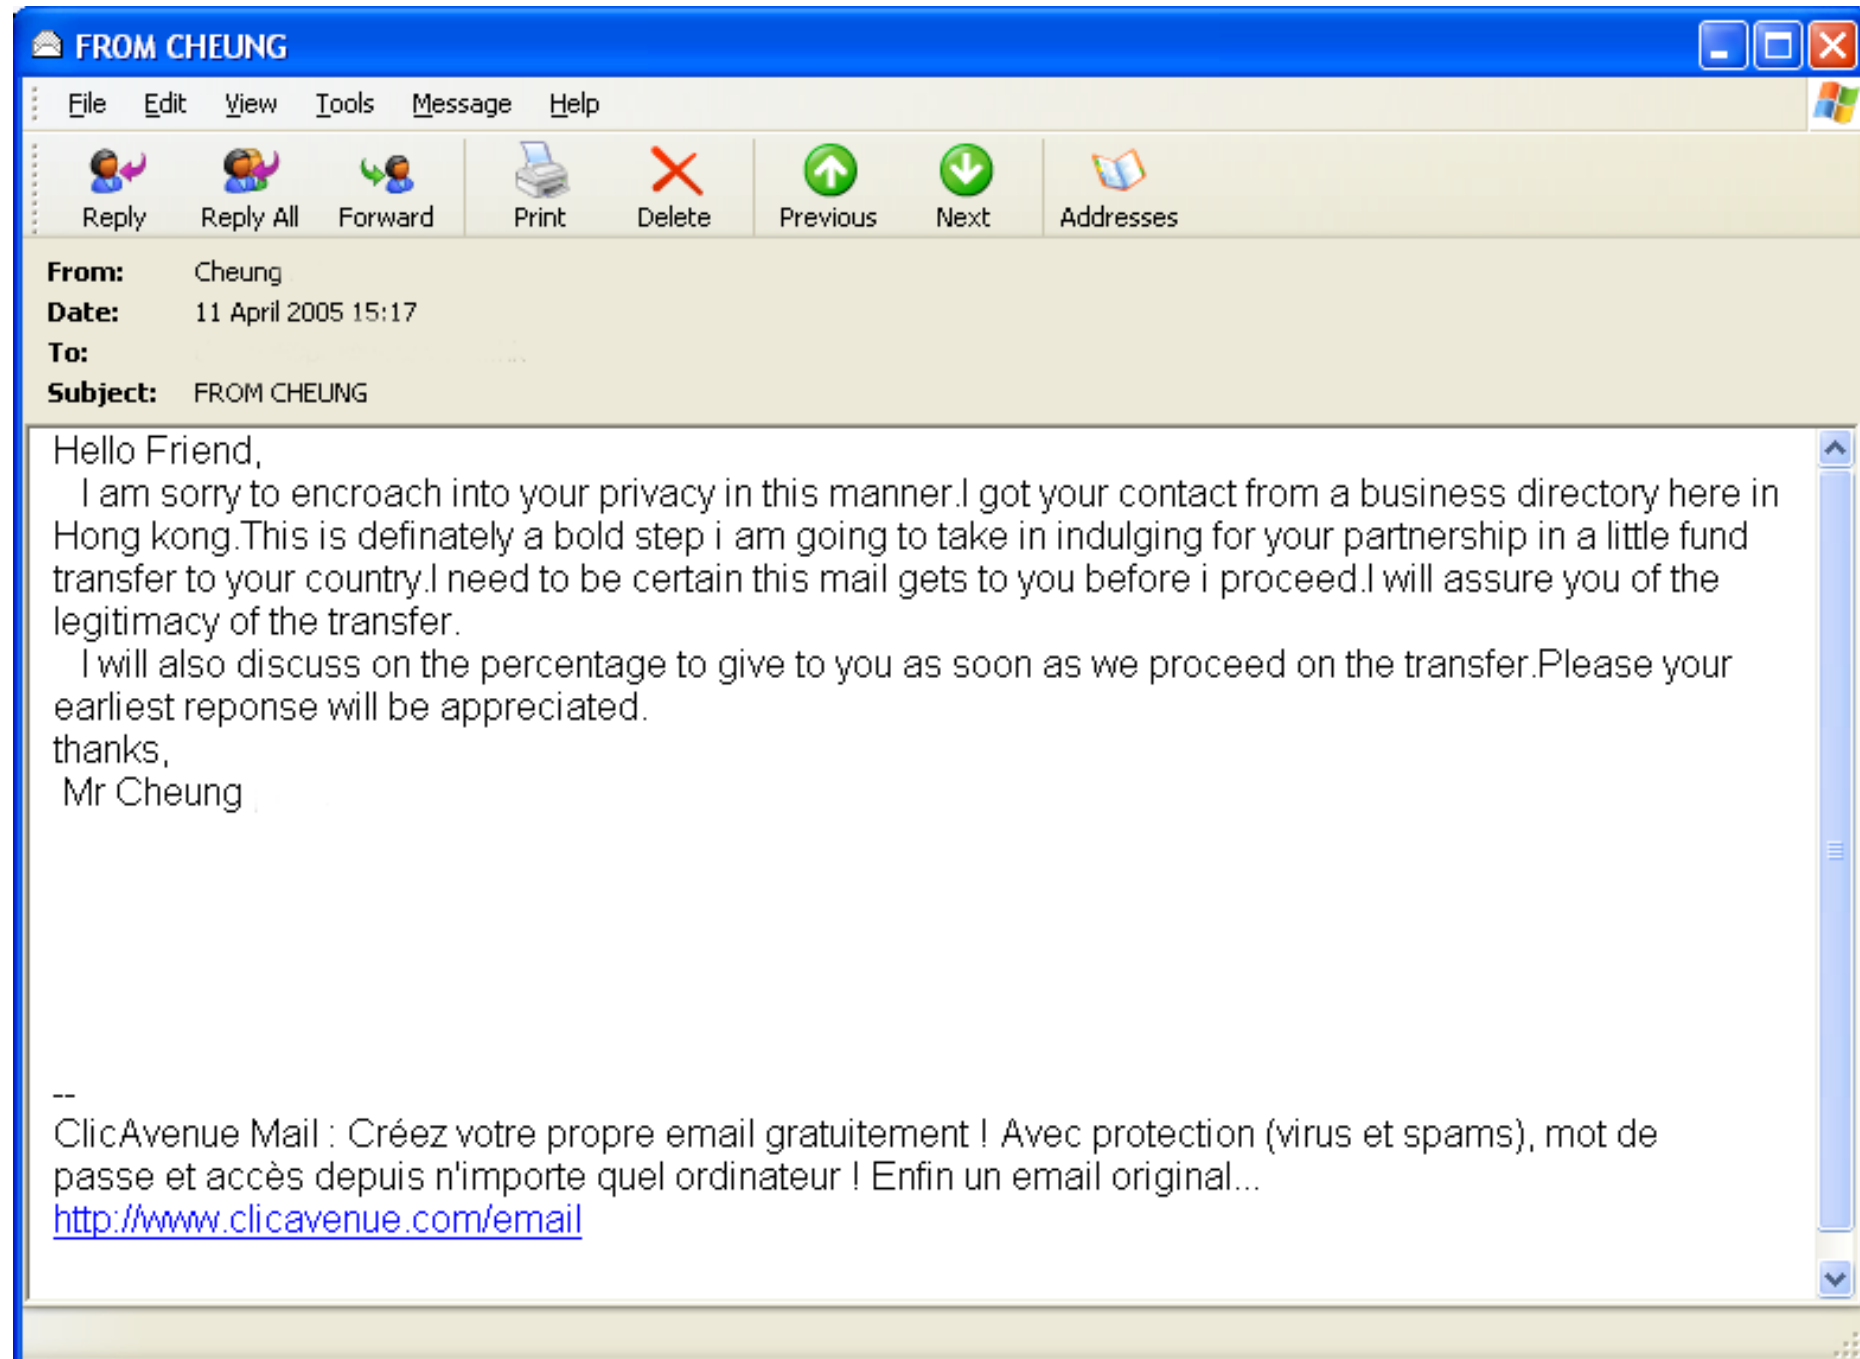 FROM CHEUNG
File Edit View Tools Message Help
Reply Reply All Forward Print Delete Previous Next Addresses
From: Cheung
Date: 11 April 2005 15:17
To:
Subject: FROM CHEUNG
Hello Friend,
I am sorry to encroach into your privacy in this manner.I got your contact from a business directory here in
Hong kong.This is definately a bold step i am going to take in indulging for your partnership in a little fund
transfer to your country.I need to be certain this mail gets to you before i proceed.I will assure you of the
legitimacy of the transfer.
I will also discuss on the percentage to give to you as soon as we proceed on the transfer.Please your
earliest reponse will be appreciated.
thanks,
Mr Cheung
--
ClicAvenue Mail : Créez votre propre email gratuitement ! Avec protection (virus et spams), mot de
passe et accès depuis n'importe quel ordinateur ! Enfin un email original...
http://www.clicavenue.com/email